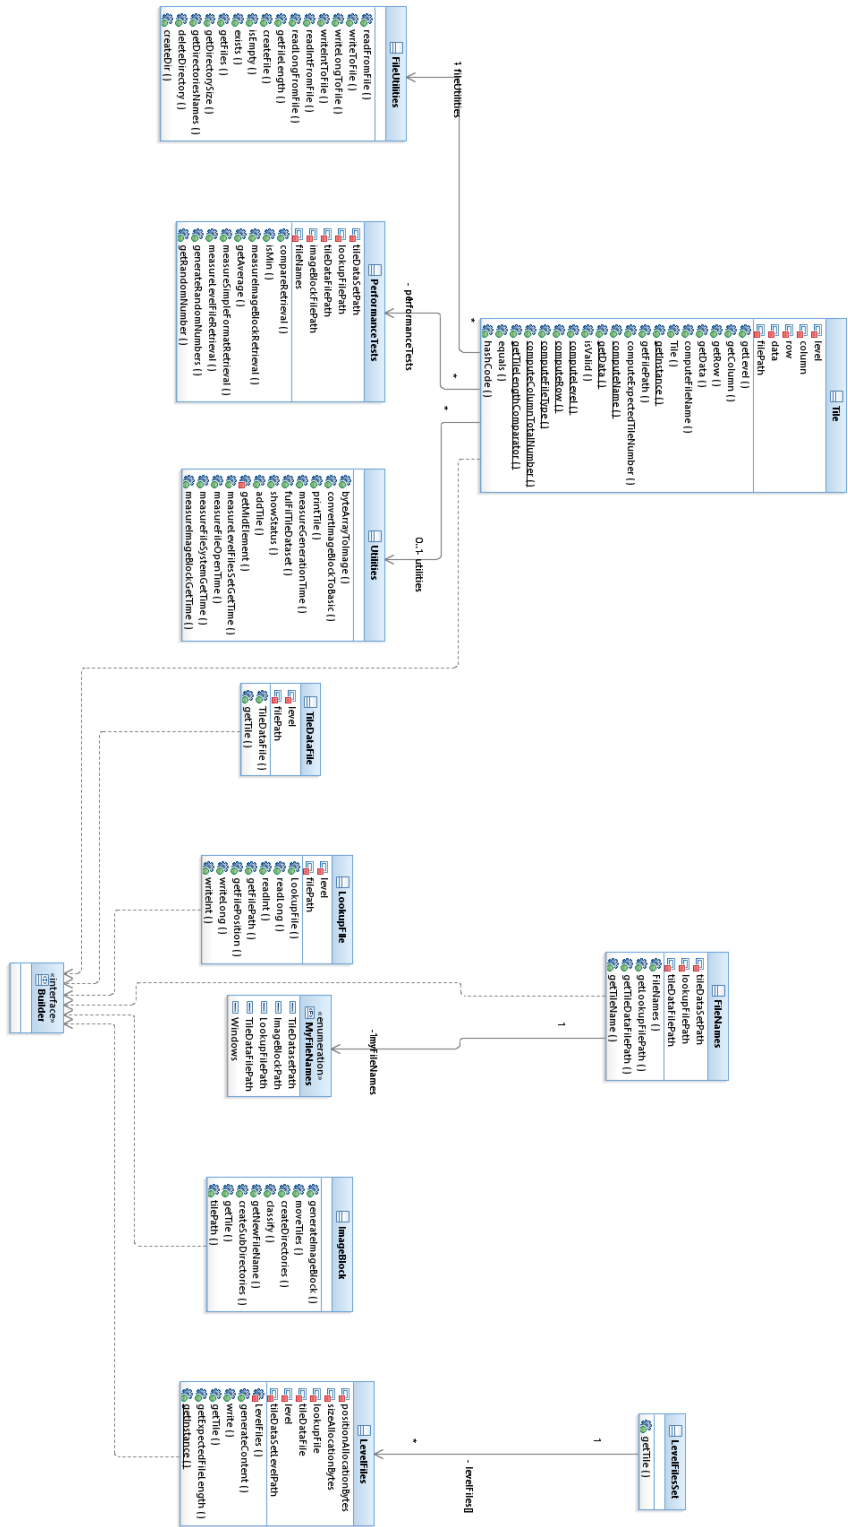 FileUtilities
readFromFile ( )
writeToFile ( )
writeLongToFile ( )
writeIntToFile ( )
readIntFromFile ( )
readLongFromFile ( )
getFileLength ( )
createFile ( )
isEmpty ( )
exists ( )
getFiles ( )
getDirectorySize ( )
getDirectoriesNames ( )
deleteDirectory ( )
createDir ( )
- fileUtilities
1
*
PerformanceTests
tileDataSetPath
lookupFilePath
tileDataFilePath
imageBlockFilePath
fileNames
compareRetrieval ( )
isMin ( )
measureImageBlockRetrieval ( )
getAverage ( )
measureSimpleFormatRetrieval ( )
measureLevelFileRetrieval ( )
generateRandomNumbers ( )
getRandomNumber ( )
- performanceTests
*
Tile
level
column
row
data
filePath
getLevel ( )
getColumn ( )
getRow ( )
getData ( )
computeFileName ( )
Tile ( )
getInstance ( )
getFilePath ( )
computeExpectedTileNumber ( )
computeName ( )
getData ( )
isValid ( )
computeLevel ( )
computeRow ( )
computeFileType ( )
computeColumnTotalNumber ( )
getTileLengthComparator ( )
equals ( )
hashCode ( )
*
0..1
- utilities
Utilities
byteArrayToImage ( )
convertImageBlockToBasic ( )
printTile ( )
measureGenerationTime ( )
fulFilTileDataset ( )
showStatus ( )
addTile ( )
getMidElement ( )
measureLevelFilesSetGetTime ( )
measureFileOpenTime ( )
measureFileSystemGetTime ( )
measureImageBlockGetTime ( )
TileDataFile
level
filePath
TileDataFile ( )
getTile ( )
LookupFile
level
filePath
LookupFile ( )
readLong ( )
readInt ( )
getFilePath ( )
getFilePosition ( )
writeLong ( )
writeInt ( )
FileNames
tileDataSetPath
lookupFilePath
tileDataFilePath
FileNames ( )
getLookupFilePath ( )
getTileDataFilePath ( )
getTileName ( )
«interface»
Builder
«enumeration»
MyFileNames
TileDatasetPath
ImageBlockPath
LookupFilePath
TileDataFilePath
Windows
1
-1myFileNames
ImageBlock
generateImageBlock ( )
moveTiles ( )
createDirectories ( )
classify ( )
getNewFileName ( )
createSubDirectories ( )
getTile ( )
tilePath ( )
LevelFiles
positionAllocationBytes
sizeAllocationBytes
lookupFile
tileDataFile
level
tileDataSetLevelPath
LevelFiles ( )
generateContent ( )
write ( )
getTile ( )
getExpectedFileLength ( )
getInstance ( )
LevelFilesSet
getTile ( )
1
*
- levelFiles[]